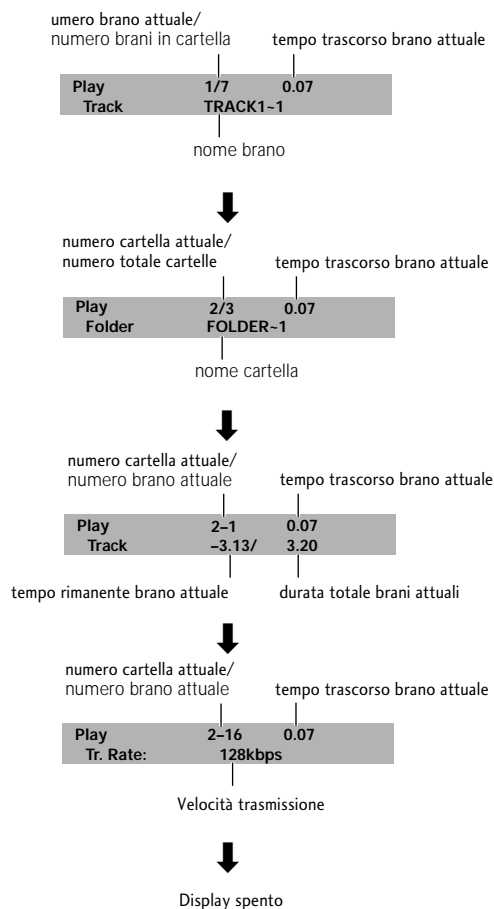 umero brano attuale/
numero brani in cartella
tempo trascorso brano attuale
Play 1/7 0.07
Track TRACK1~1
nome brano
numero cartella attuale/
numero totale cartelle
tempo trascorso brano attuale
Play 2/3 0.07
Folder FOLDER~1
nome cartella
numero cartella attuale/
numero brano attuale
tempo trascorso brano attuale
Play 2–1 0.07
Track –3.13/ 3.20
tempo rimanente brano attuale
durata totale brani attuali
numero cartella attuale/
numero brano attuale
tempo trascorso brano attuale
Play 2–16 0.07
Tr. Rate: 128kbps
Velocità trasmissione
Display spento